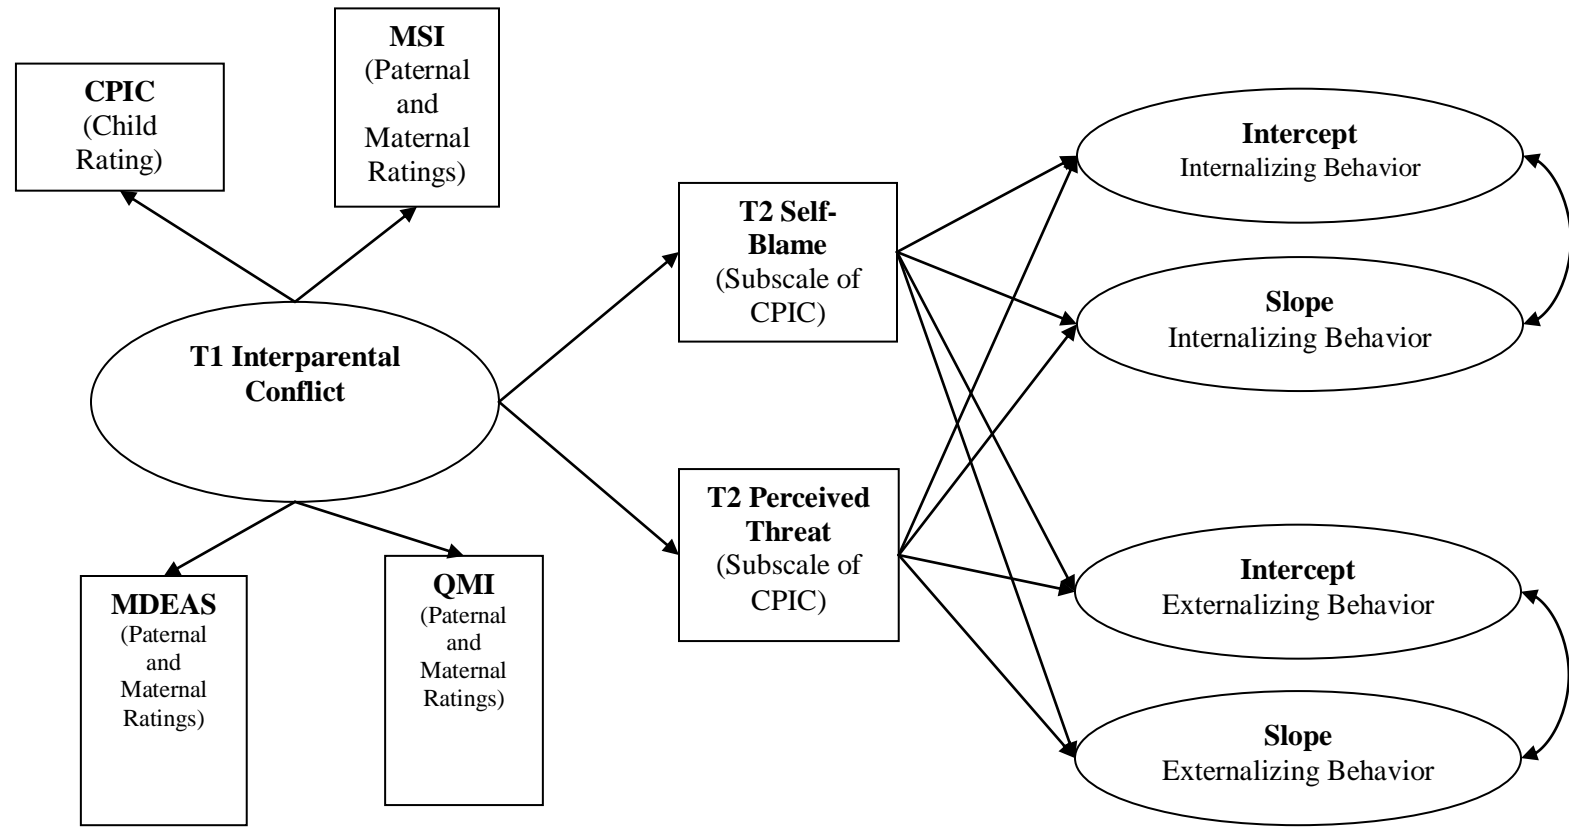 MSI
(Paternal
and
Maternal
Ratings)
CPIC
(Child
Rating)
T1 Interparental
Conflict
MDEAS
(Paternal
and
Maternal
Ratings)
QMI
(Paternal
and
Maternal
Ratings)
T2 Self-
Blame
(Subscale of
CPIC)
T2 Perceived
Threat
(Subscale of
CPIC)
Intercept
Internalizing Behavior
Slope
Internalizing Behavior
Intercept
Externalizing Behavior
Slope
Externalizing Behavior